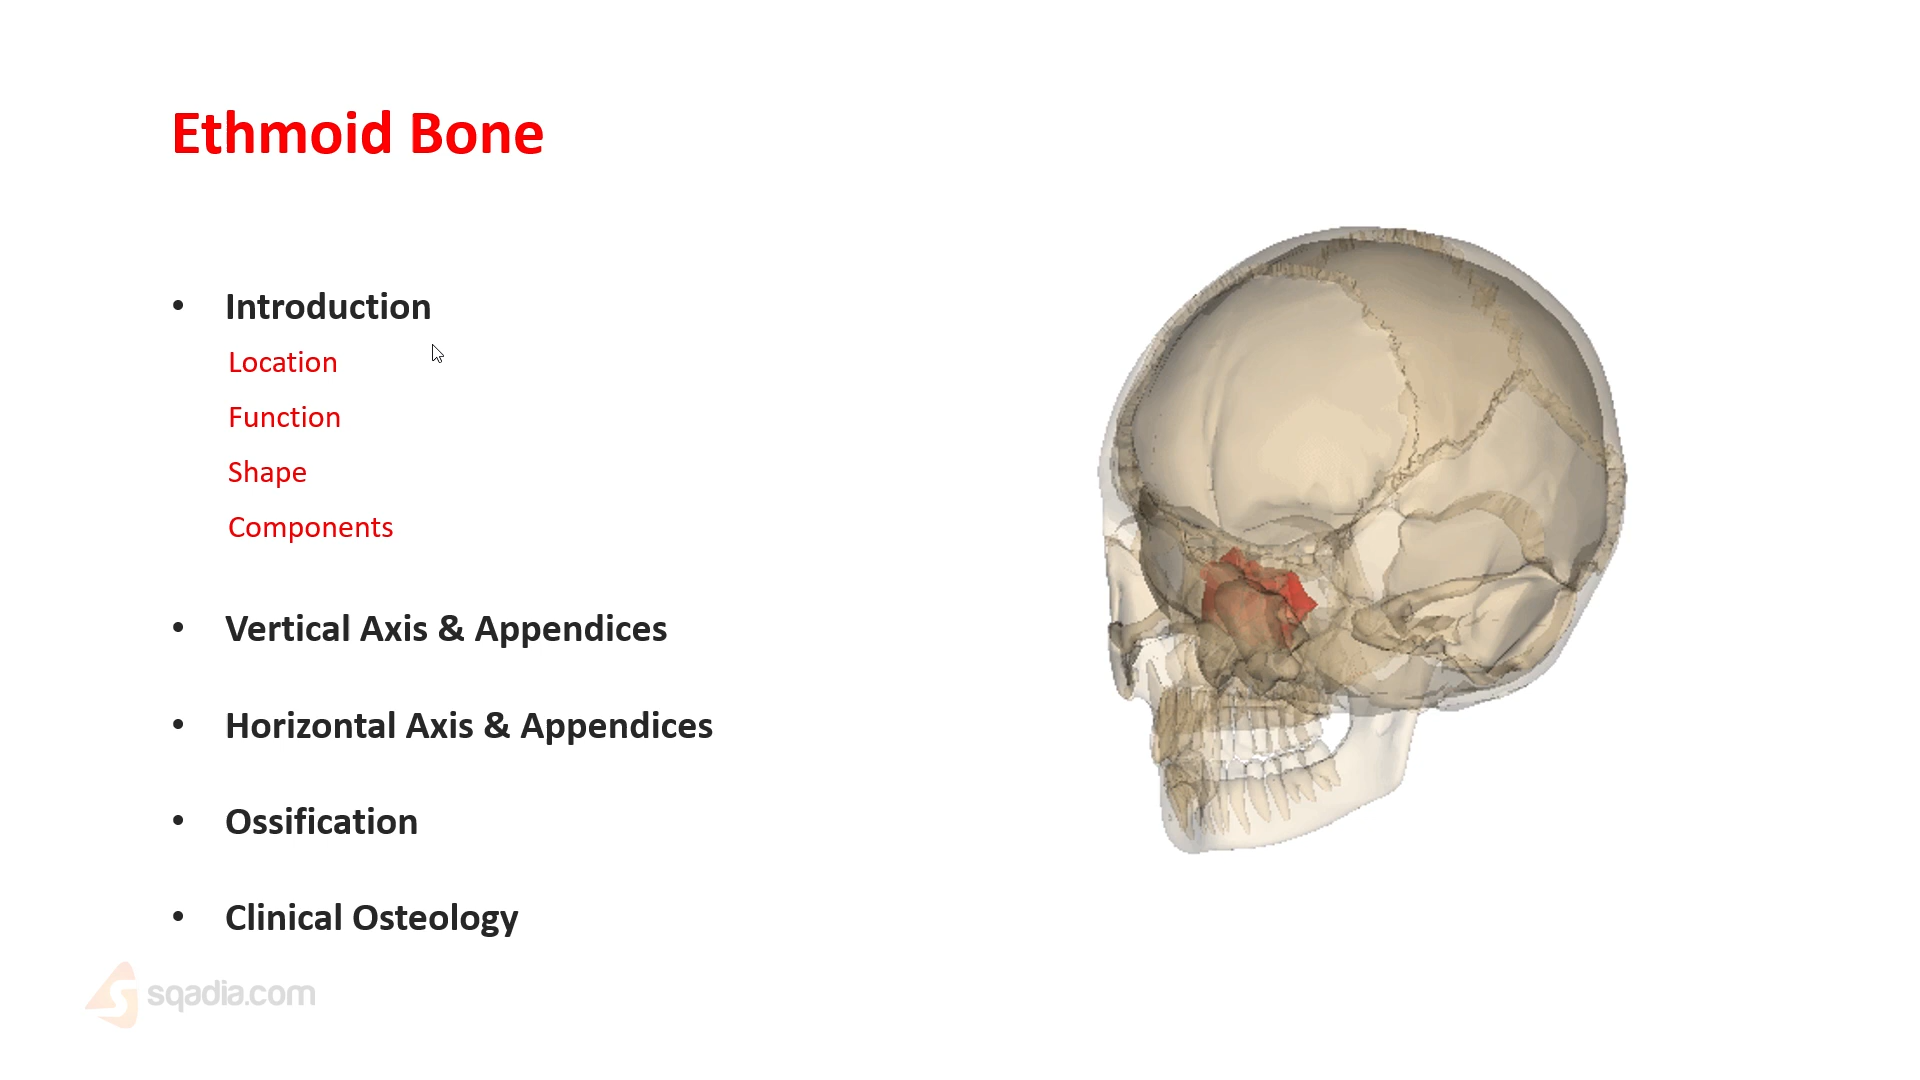 Ethmoid Bone
• Introduction
Location
Function
Shape
Components
• Vertical Axis & Appendices
• Horizontal Axis & Appendices
• Ossification
• Clinical Osteology
sqadia.com